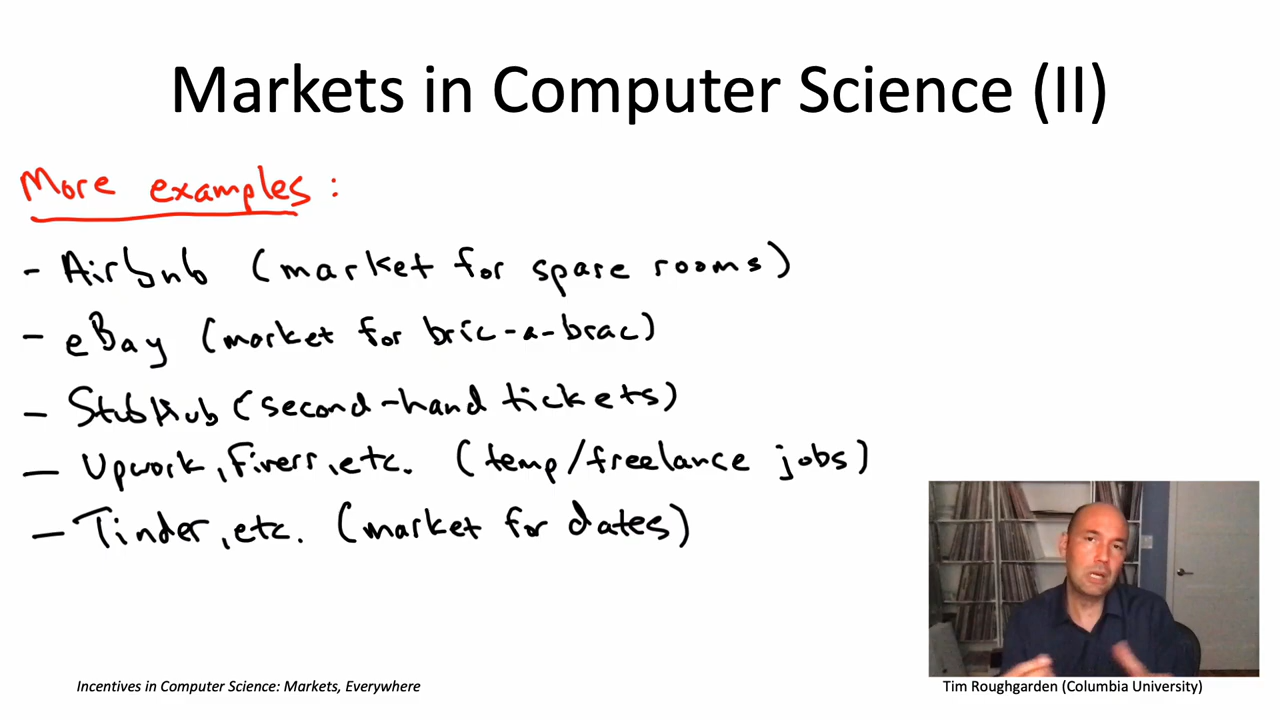 Markets in Computer Science (II)
More examples:
- Airbnb (market for spare rooms)
- eBay (market for bric-a-brac)
- StubHub (second-hand tickets)
- Upwork, Fiverr, etc. (temp/freelance jobs)
- Tinder, etc. (market for dates)
Incentives in Computer Science: Markets, Everywhere
Tim Roughgarden (Columbia University)